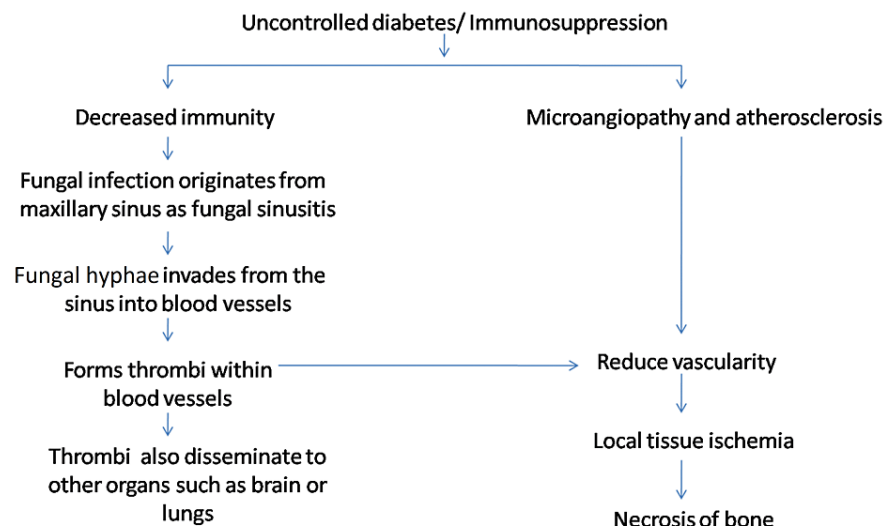 Uncontrolled diabetes/ Immunosuppression
Decreased immunity
Microangiopathy and atherosclerosis
Fungal infection originates from
maxillary sinus as fungal sinusitis
Fungal hyphae invades from the
sinus into blood vessels
Forms thrombi within
blood vessels
Reduce vascularity
Thrombi also disseminate to
other organs such as brain or
lungs
Local tissue ischemia
Necrosis of bone